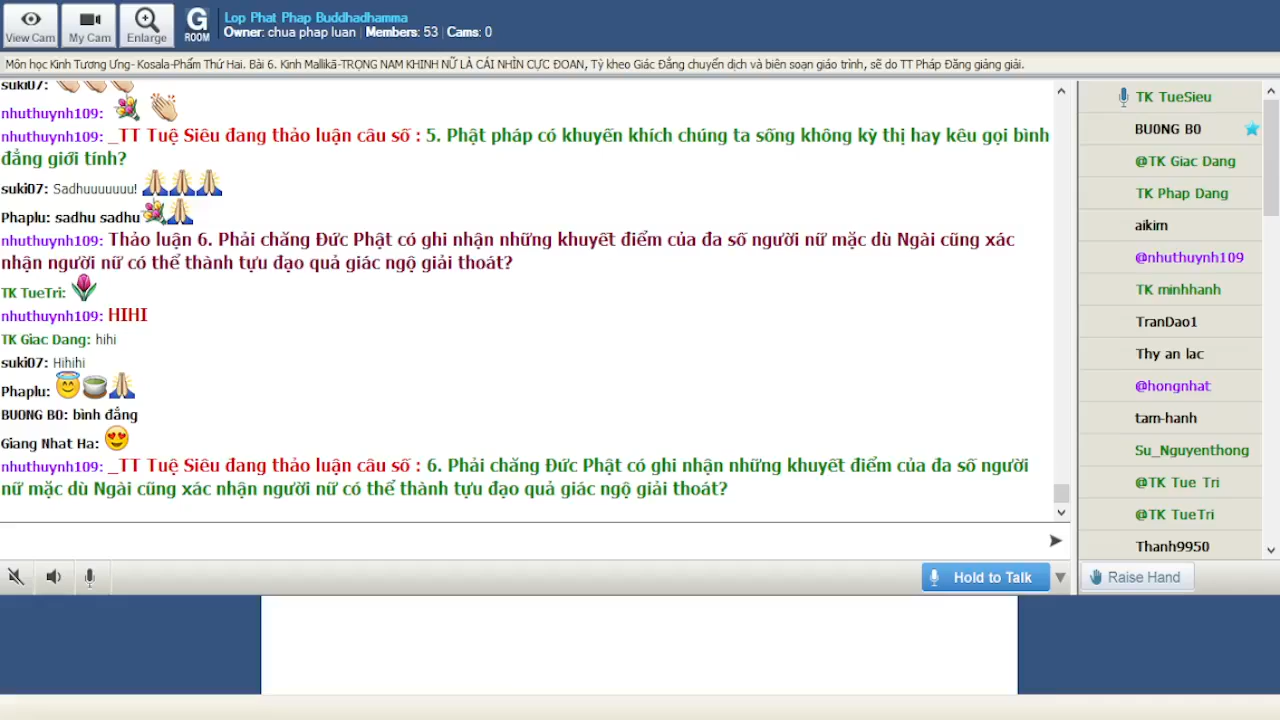 View Cam
My Cam
Enlarge
G
ROOM
Lop Phat Phap Buddhadhamma
Owner: chua phap luan | Members: 53 | Cams: 0
Môn học Kinh Tương Ưng- Kosala-Phẩm Thứ Hai. Bài 6. Kinh Mallikā-TRỌNG NAM KHINH NỮ LÀ CÁI NHÌN CỰC ĐOAN, Tỳ kheo Giác Đẳng chuyển dịch và biên soạn giáo trình, sẽ do TT Pháp Đăng giảng giải.
suki07:
nhuthuynh109:
nhuthuynh109: _TT Tuệ Siêu đang thảo luận câu số : 5. Phật pháp có khuyến khích chúng ta sống không kỳ thị hay kêu gọi bình
đẳng giới tính?
suki07: Sadhuuuuuuu!
Phaplu: sadhu sadhu
nhuthuynh109: Thảo luận 6. Phải chăng Đức Phật có ghi nhận những khuyết điểm của đa số người nữ mặc dù Ngài cũng xác
nhận người nữ có thể thành tựu đạo quả giác ngộ giải thoát?
TK TueTri:
nhuthuynh109: HIHI
TK Giac Dang: hihi
suki07: Hihihi
Phaplu:
BUONG BO: bình đẳng
Giang Nhat Ha:
nhuthuynh109: _TT Tuệ Siêu đang thảo luận câu số : 6. Phải chăng Đức Phật có ghi nhận những khuyết điểm của đa số người
nữ mặc dù Ngài cũng xác nhận người nữ có thể thành tựu đạo quả giác ngộ giải thoát?
TK TueSieu
BUONG BO
@TK Giac Dang
TK Phap Dang
aikim
@nhuthuynh109
TK minhhanh
TranDao1
Thy an lac
@hongnhat
tam-hanh
Su_Nguyenthong
@TK Tue Tri
@TK TueTri
Thanh9950
Hold to Talk
Raise Hand